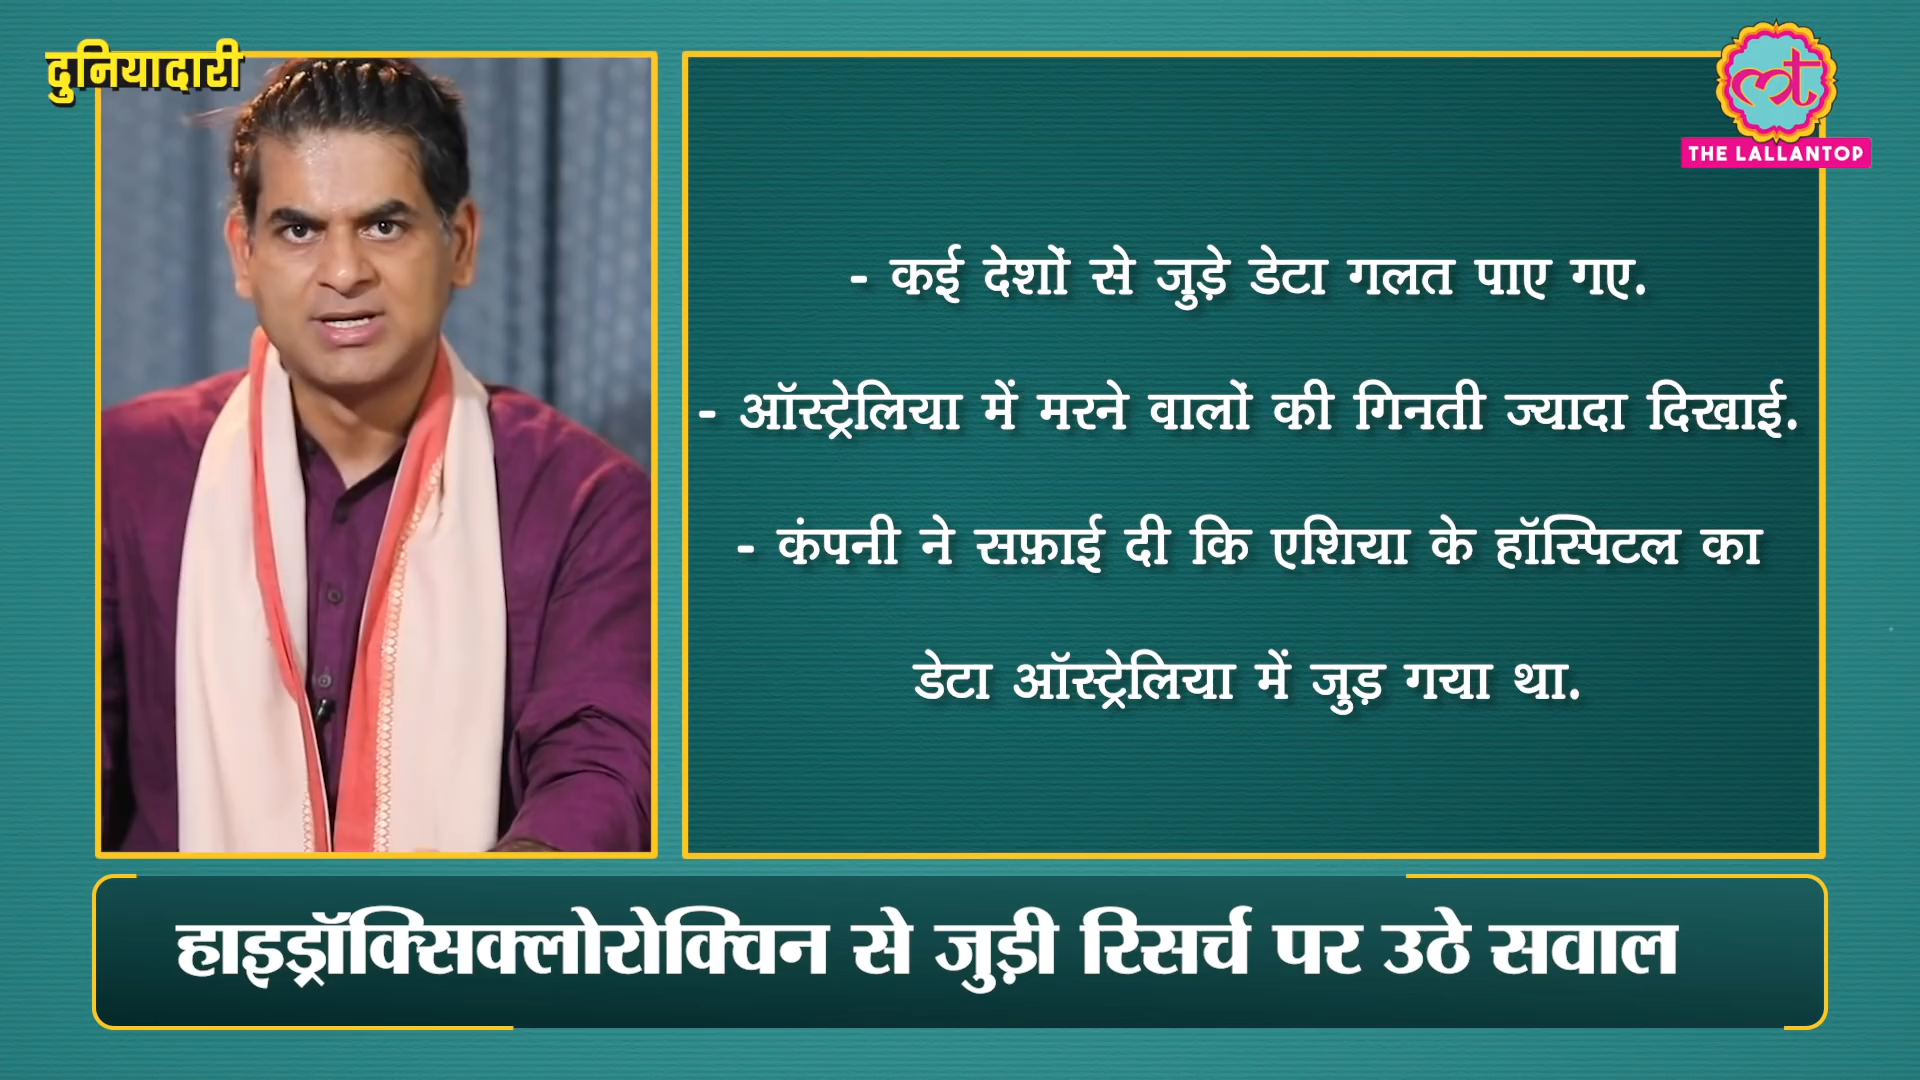 दुनियादारी
THE LALLANTOP
- कई देशों से जुड़े डेटा गलत पाए गए.
- ऑस्ट्रेलिया में मरने वालों की गिनती ज्यादा दिखाई.
- कंपनी ने सफ़ाई दी कि एशिया के हॉस्पिटल का
डेटा ऑस्ट्रेलिया में जुड़ गया था.
हाइड्रॉक्सिक्लोरोक्विन से जुड़ी रिसर्च पर उठे सवाल